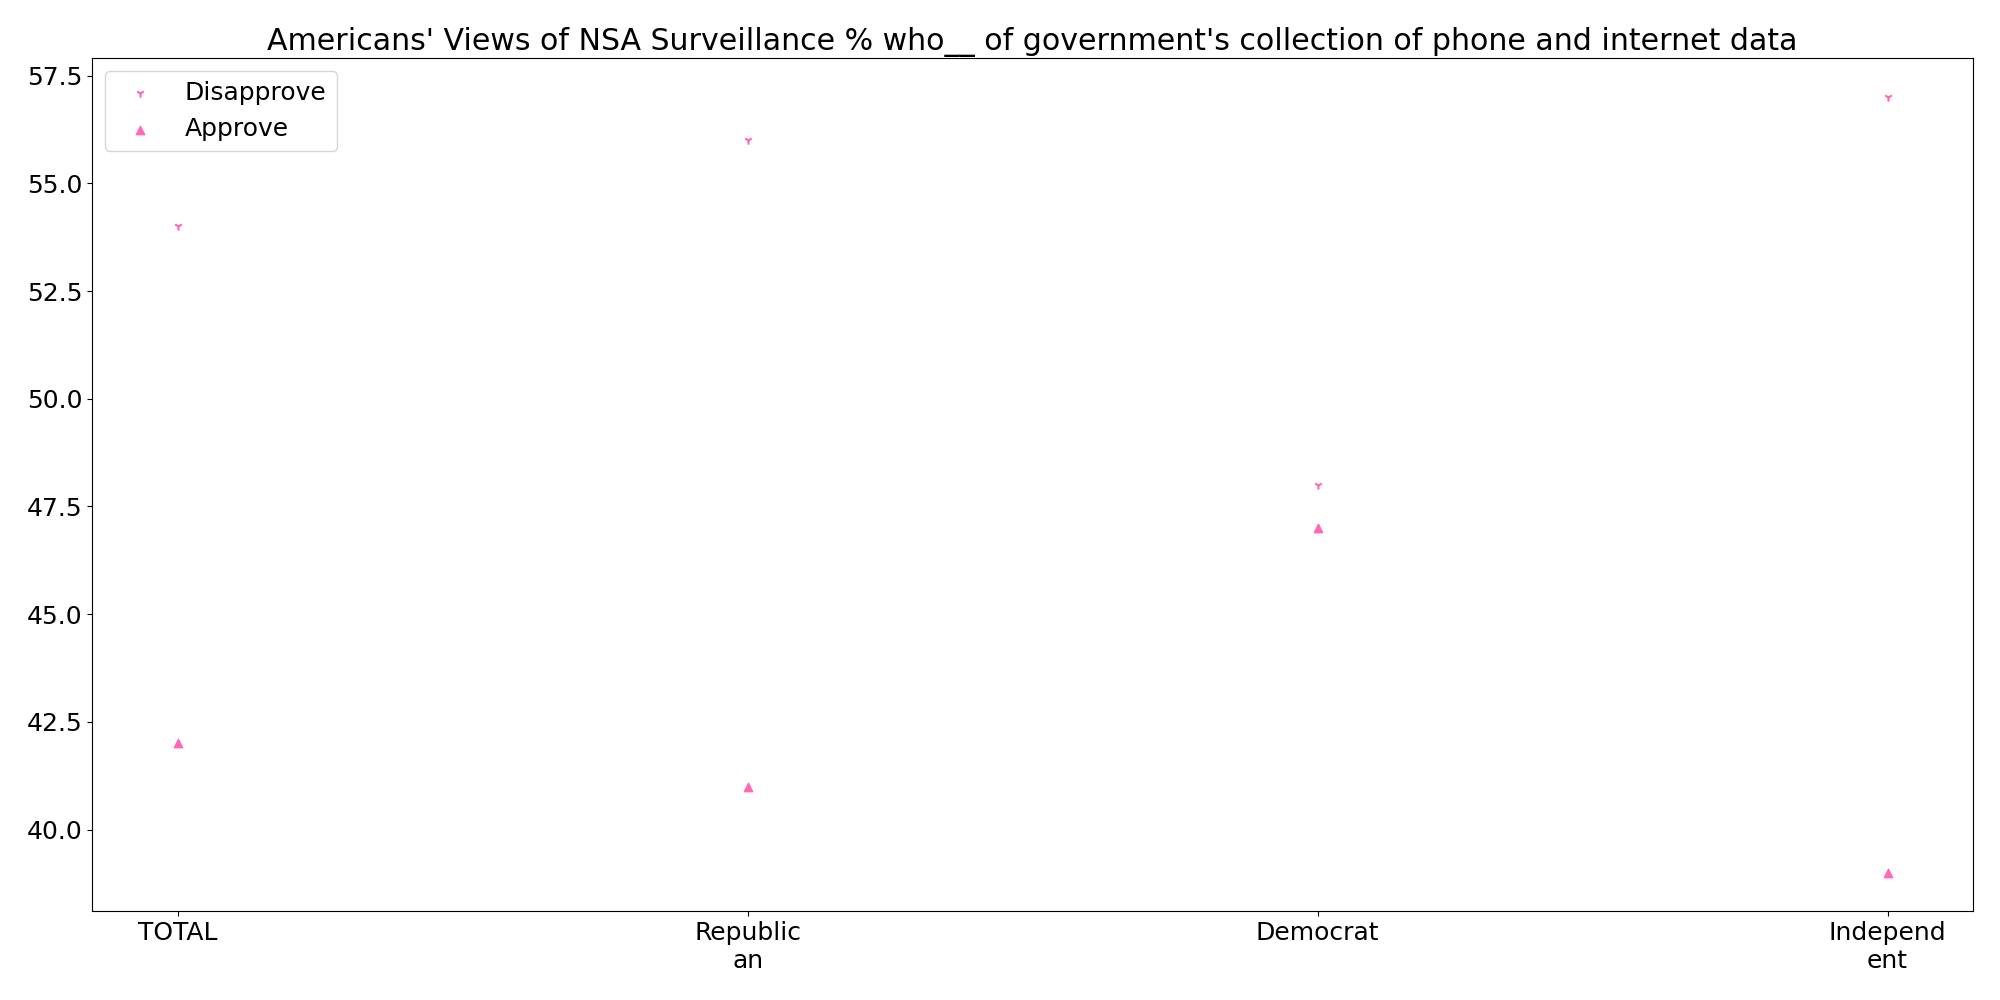 Americans' Views of NSA Surveillance % who__ of government's collection of phone and internet data
Disapprove
Approve
57.5
55.0
52.5
50.0
47.5
45.0
42.5
40.0
TOTAL
Republic
an
Democrat
Independ
ent